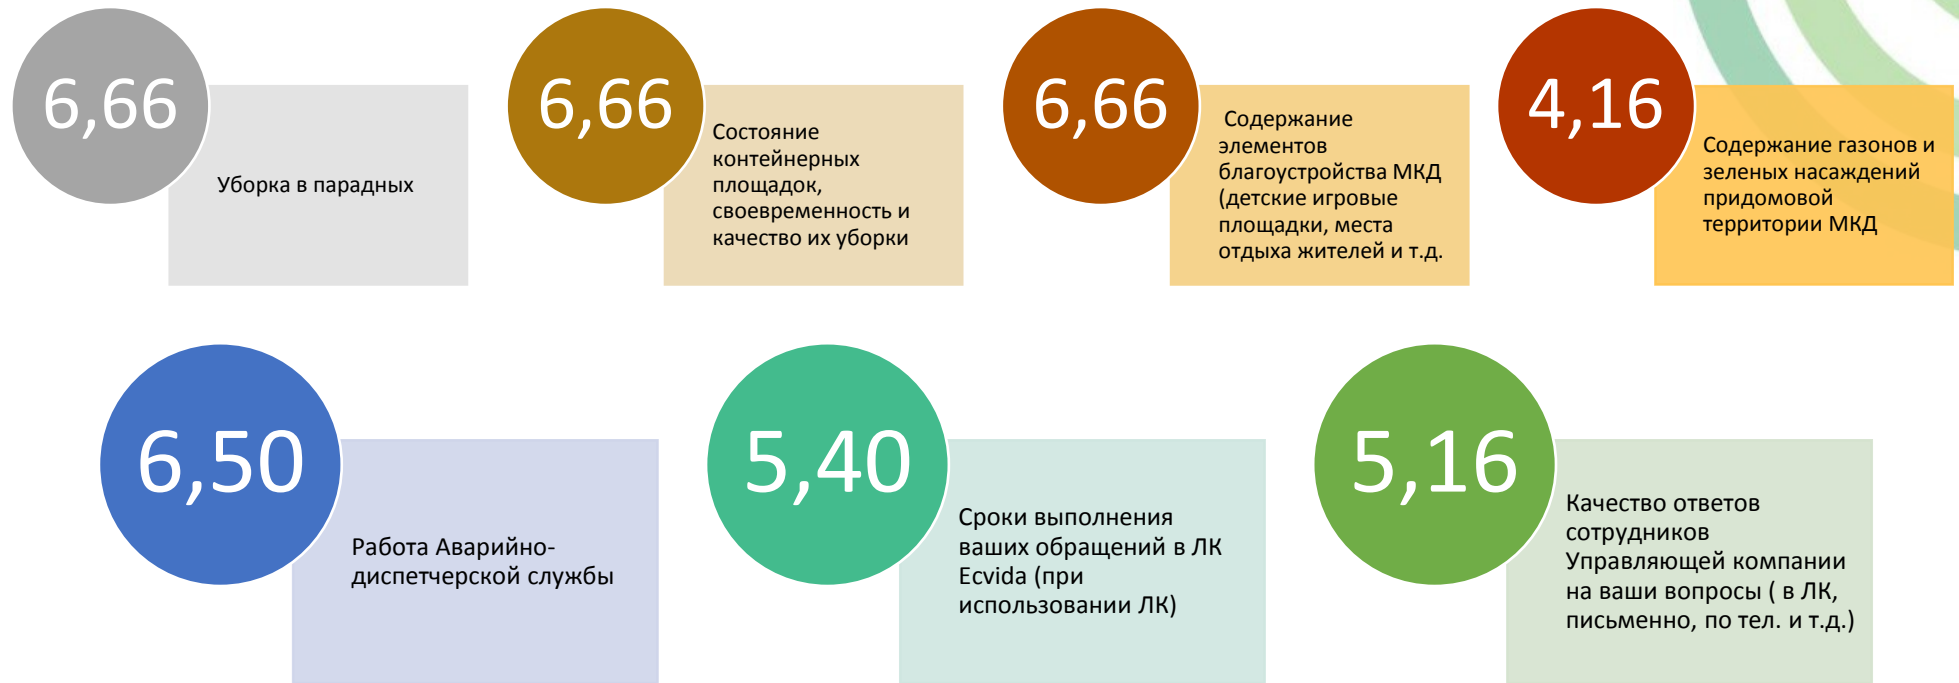 6,66
Уборка в парадных
6,66
Состояние
контейнерных
площадок,
своевременность и
качество их уборки
6,66
Содержание
элементов
благоустройства МКД
(детские игровые
площадки, места
отдыха жителей и т.д.
4,16
Содержание газонов и
зеленых насаждений
придомовой
территории МКД
6,50
Работа Аварийно-
диспетчерской службы
5,40
Сроки выполнения
ваших обращений в ЛК
Ecvida (при
использовании ЛК)
5,16
Качество ответов
сотрудников
Управляющей компании
на ваши вопросы ( в ЛК,
письменно, по тел. и т.д.)